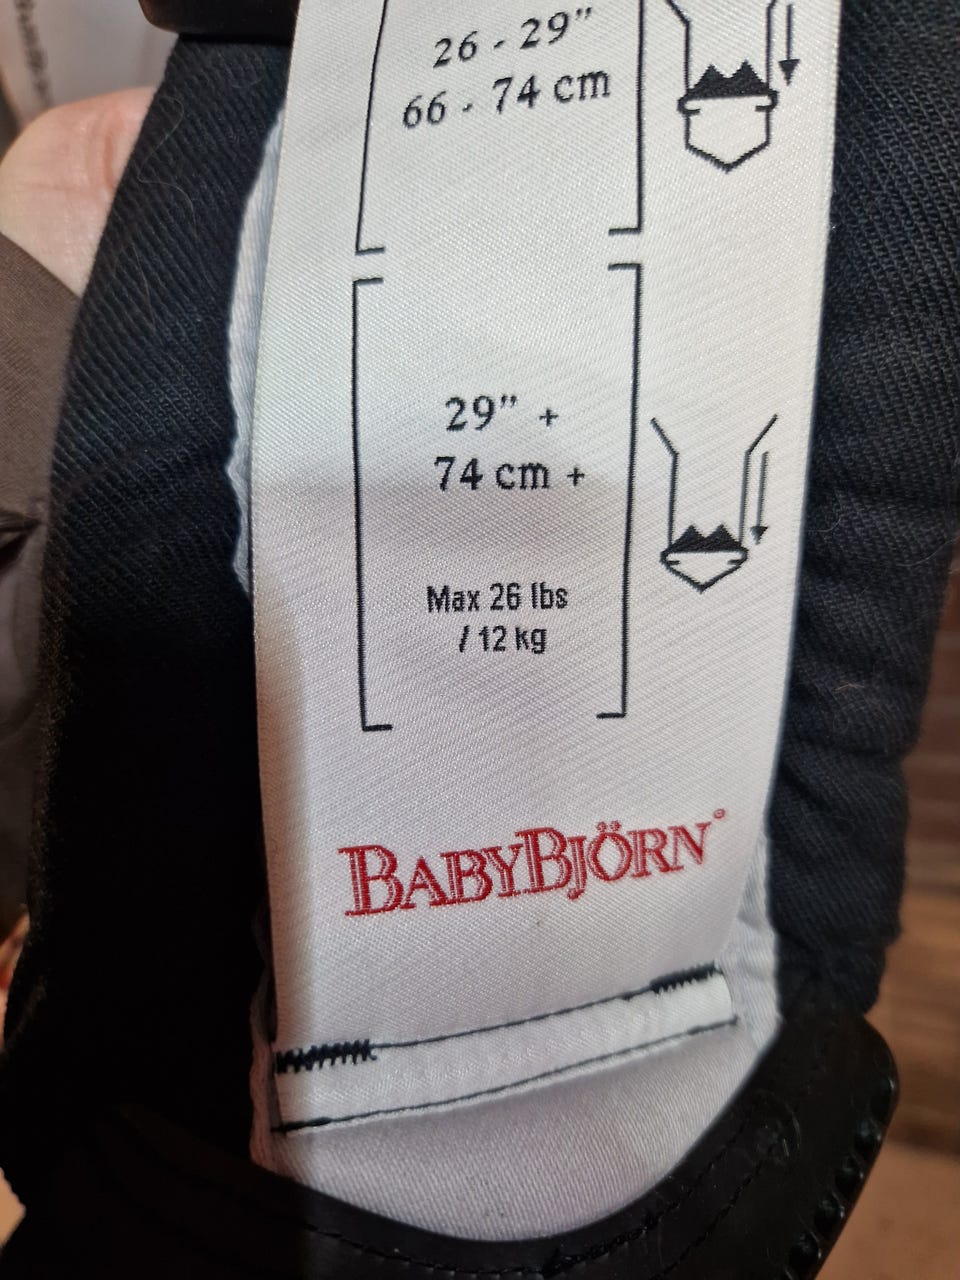 26 - 29"
66 - 74 cm
29" +
74 cm +
Max 26 lbs
/ 12 kg
BABYBJÖRN®